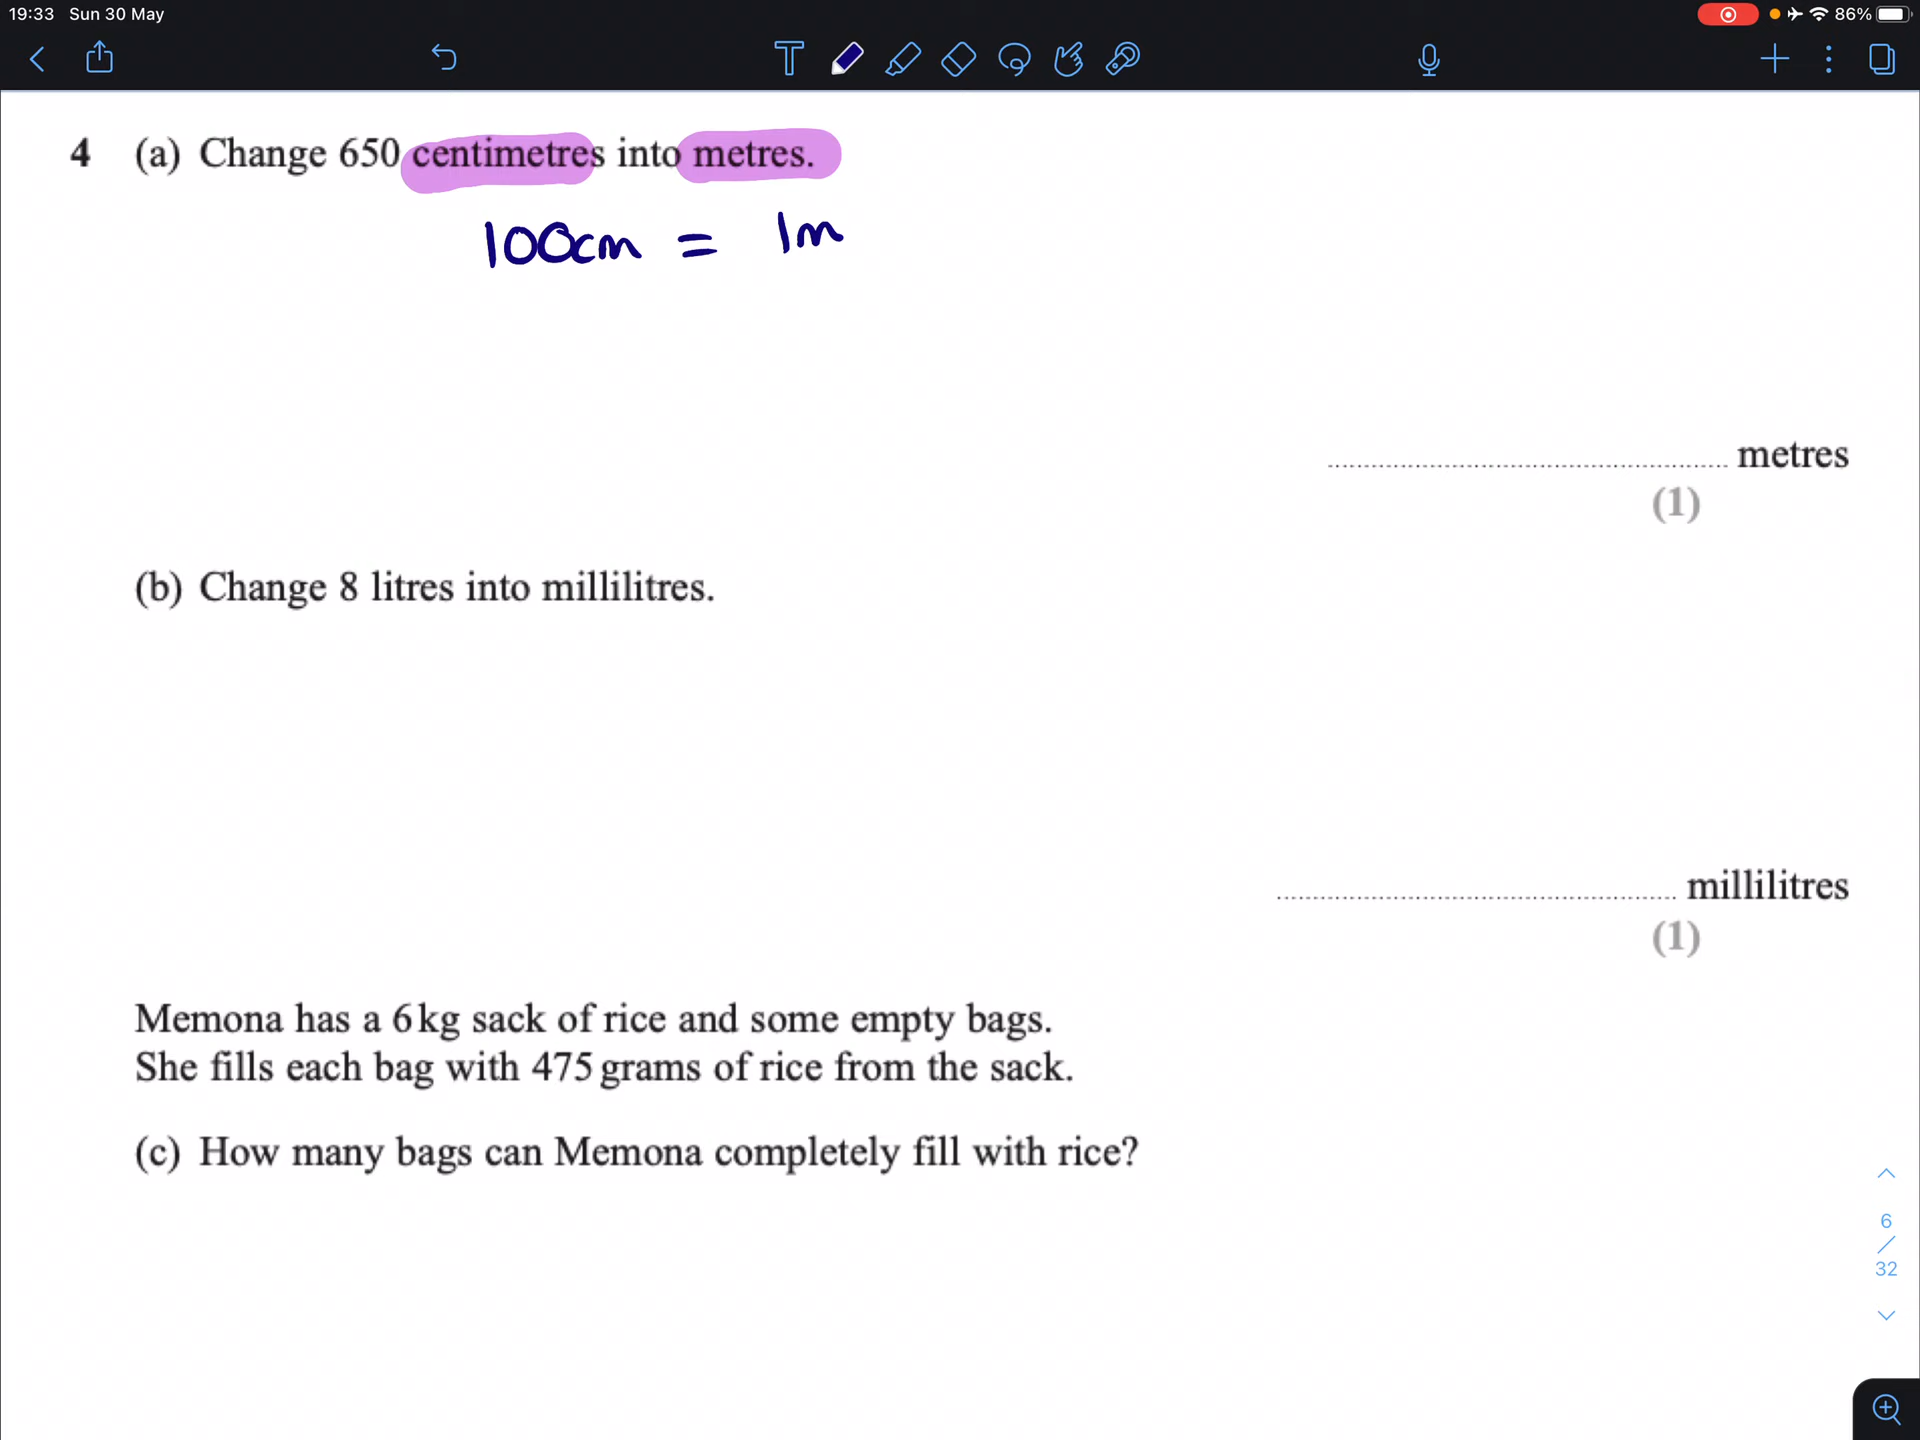 19:33 Sun 30 May
86%
4 (a) Change 650 centimetres into metres.
100cm = 1m
metres
(1)
(b) Change 8 litres into millilitres.
millilitres
(1)
Memona has a 6 kg sack of rice and some empty bags.
She fills each bag with 475 grams of rice from the sack.
(c) How many bags can Memona completely fill with rice?
6
/
32